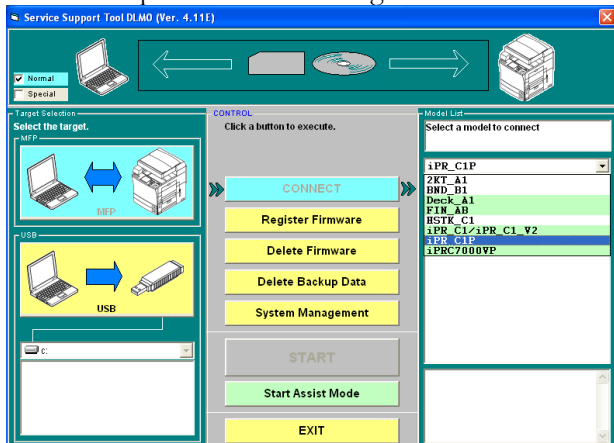 Service Support Tool DLMO (Ver. 4.11E)
Normal
Special
Target Selection
Select the target.
MFP
MFP
USB
USB
c:
CONTROL
Click a button to execute.
CONNECT
Register Firmware
Delete Firmware
Delete Backup Data
System Management
START
Start Assist Mode
EXIT
Model List
Select a model to connect
iPR_C1P
2KT_A1
BND_B1
Deck_A1
FIN_AB
HSTK_C1
iPR_C1/iPR_C1_V2
iPR_C1P
iPRC7000VP